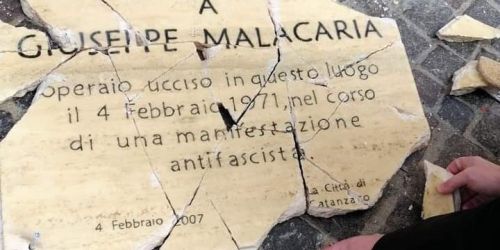 A
GIUSEPPE MALACARIA
operaio ucciso in questo luogo
il 4 Febbraio 1971, nel corso
di una manifestazione
antifascista.
La Città di
Catanzaro
4 Febbraio 2007